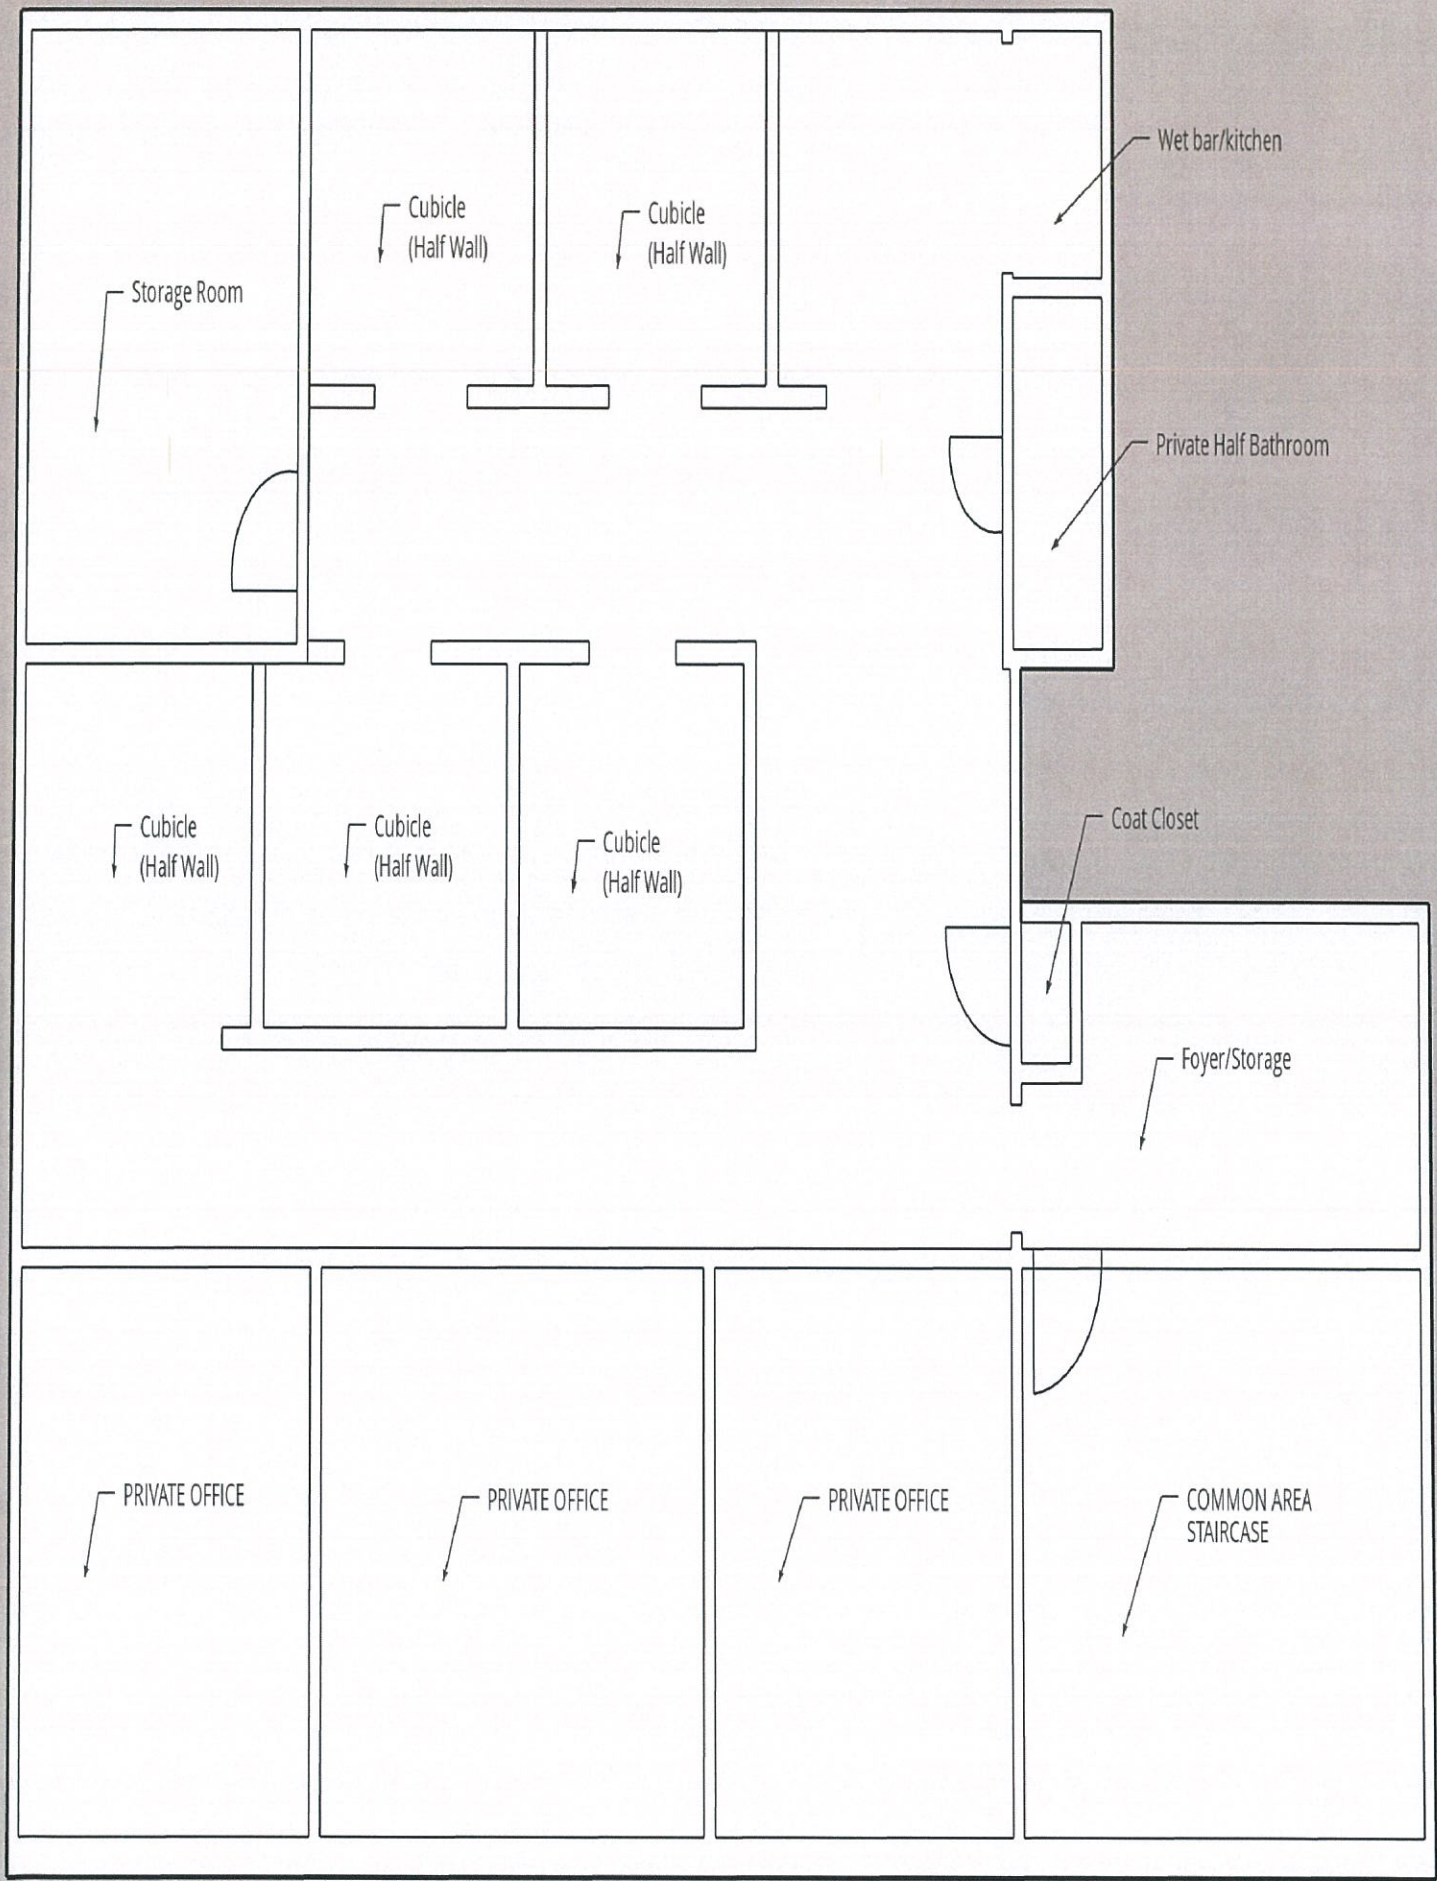 Wet bar/kitchen
Cubicle
(Half Wall)
Cubicle
(Half Wall)
Storage Room
Private Half Bathroom
Coat Closet
Cubicle
(Half Wall)
Cubicle
(Half Wall)
Cubicle
(Half Wall)
Foyer/Storage
PRIVATE OFFICE
PRIVATE OFFICE
PRIVATE OFFICE
COMMON AREA
STAIRCASE